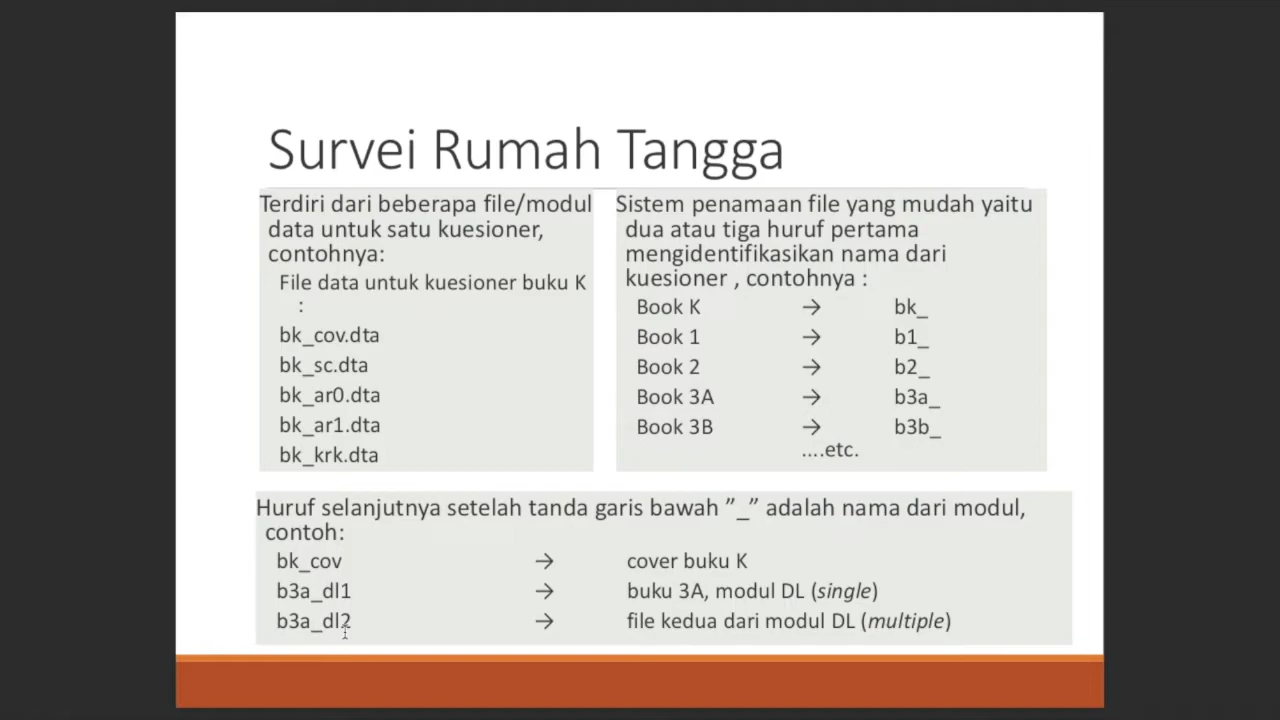 Survei Rumah Tangga
Terdiri dari beberapa file/modul
data untuk satu kuesioner,
contohnya:
File data untuk kuesioner buku K
:
bk_cov.dta
bk_sc.dta
bk_ar0.dta
bk_ar1.dta
bk_krk.dta
Sistem penamaan file yang mudah yaitu
dua atau tiga huruf pertama
mengidentifikasikan nama dari
kuesioner , contohnya :
Book K → bk_
Book 1 → b1_
Book 2 → b2_
Book 3A → b3a_
Book 3B → b3b_
....etc.
Huruf selanjutnya setelah tanda garis bawah ”_” adalah nama dari modul,
contoh:
bk_cov → cover buku K
b3a_dl1 → buku 3A, modul DL (single)
b3a_dl2 → file kedua dari modul DL (multiple)